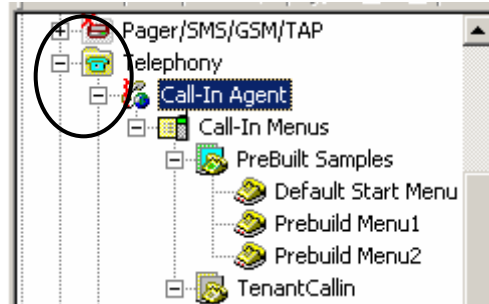 Pager/SMS/GSM/TAP
Telephony
Call-In Agent
Call-In Menus
PreBuilt Samples
Default Start Menu
Prebuild Menu1
Prebuild Menu2
TenantCallin